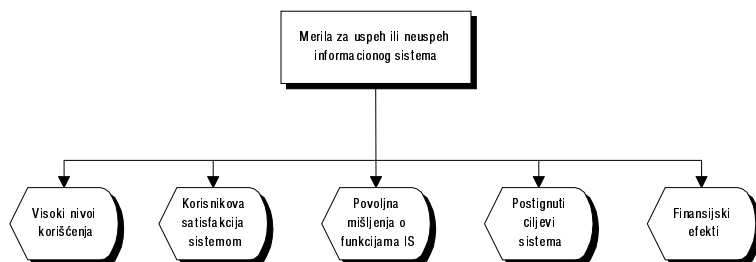 Merila za uspeh ili neuspeh
informacionog sistema
Visoki nivoi
korišćenja
Korisnikova
satisfakcija
sistemom
Povoljna
mišljenja o
funkcijama IS
Postignuti
ciljevi
sistema
Finansijski
efekti